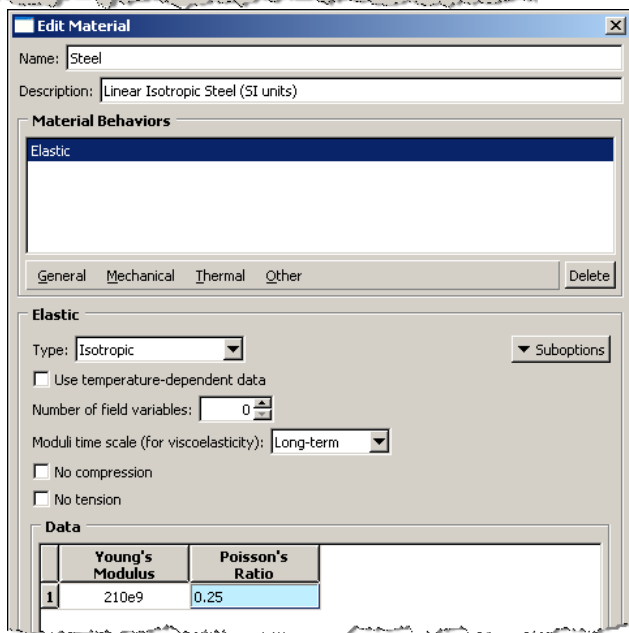 Edit Material
Name: Steel
Description: Linear Isotropic Steel (SI units)
Material Behaviors
Elastic
General Mechanical Thermal Other Delete
Elastic
Type: Isotropic Suboptions
Use temperature-dependent data
Number of field variables: 0
Moduli time scale (for viscoelasticity): Long-term
No compression
No tension
Data
Young's Poisson's
Modulus Ratio
1 210e9 0.25